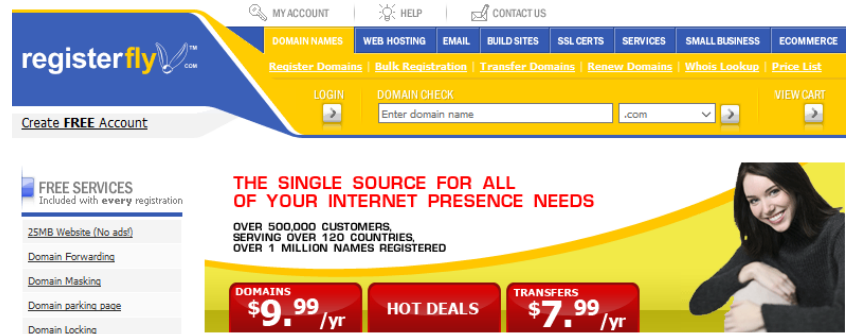 MY ACCOUNT HELP CONTACT US
registerfly™
.COM
DOMAIN NAMES WEB HOSTING EMAIL BUILD SITES SSL CERTS SERVICES SMALL BUSINESS ECOMMERCE
Register Domains | Bulk Registration | Transfer Domains | Renew Domains | Whois Lookup | Price List
LOGIN DOMAIN CHECK VIEW CART
Enter domain name .com
Create FREE Account
FREE SERVICES
Included with every registration
25MB Website (No ads!)
Domain Forwarding
Domain Masking
Domain parking page
Domain Locking
THE SINGLE SOURCE FOR ALL
OF YOUR INTERNET PRESENCE NEEDS
OVER 500,000 CUSTOMERS,
SERVING OVER 120 COUNTRIES,
OVER 1 MILLION NAMES REGISTERED
DOMAINS
$9.99/yr
HOT DEALS
TRANSFERS
$7.99/yr